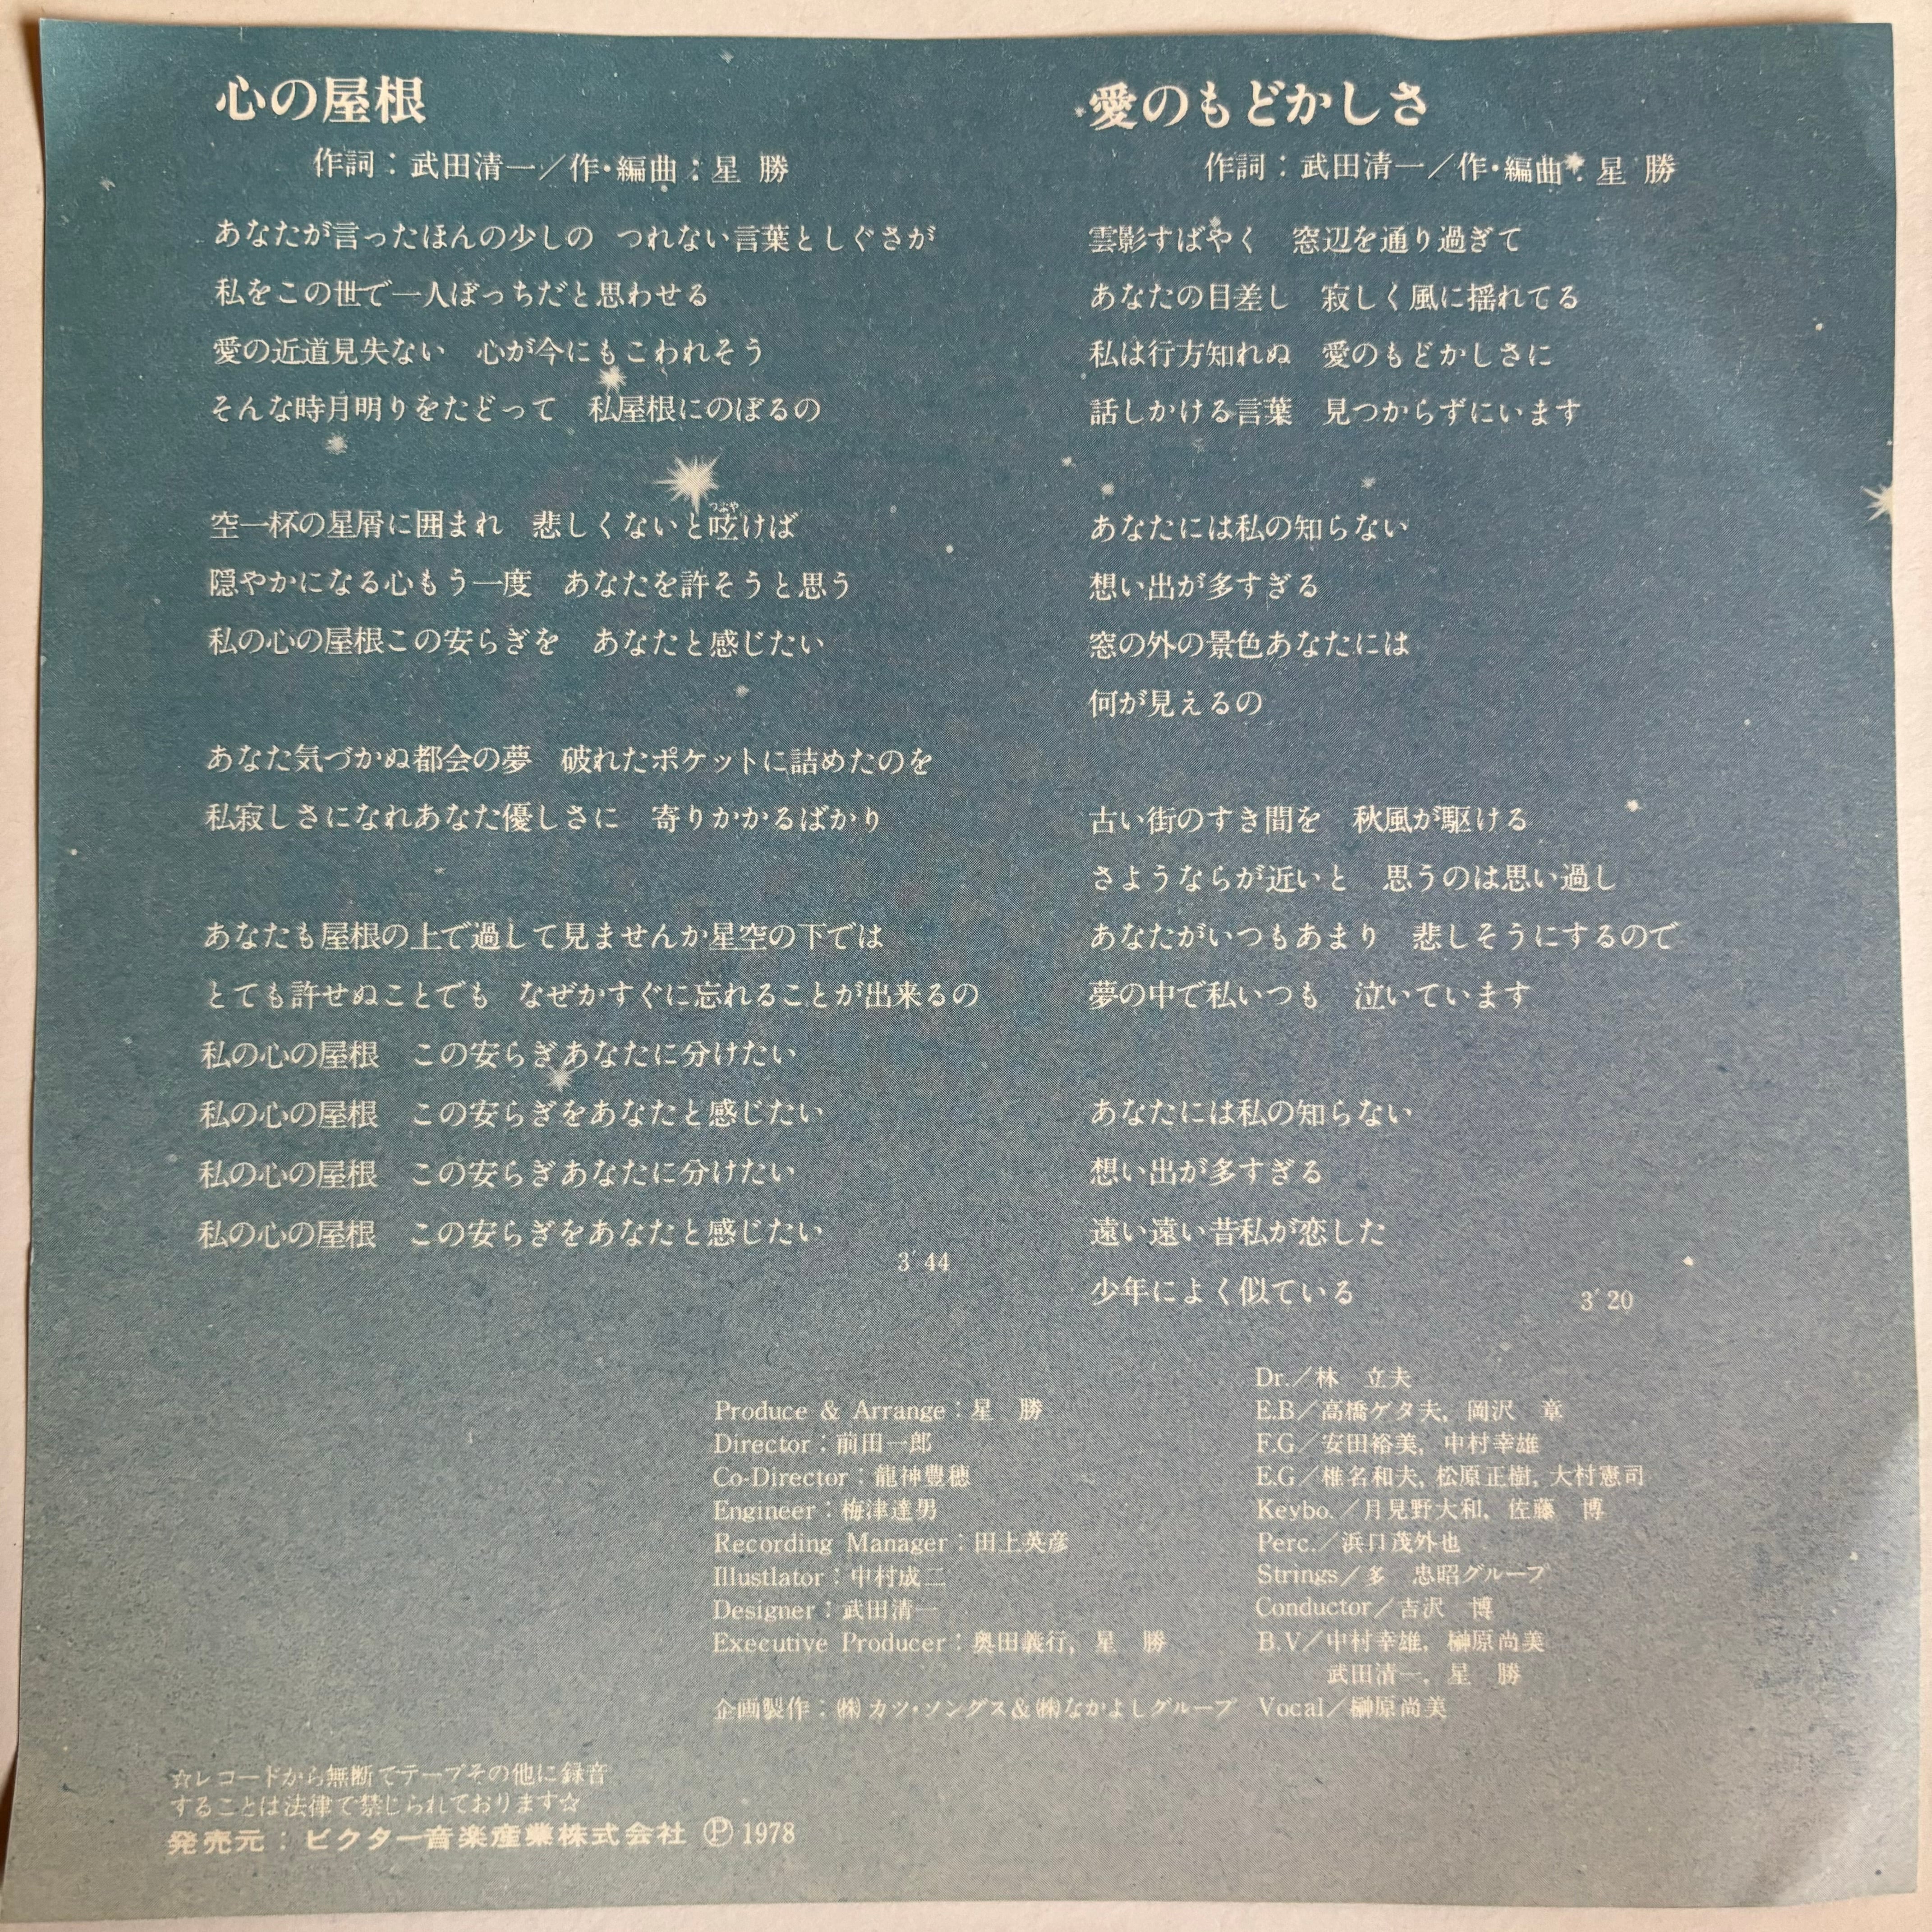 心の屋根
作詞：武田清一／作・編曲：星 勝
あなたが言ったほんの少しの　つれない言葉としぐさが
私をこの世で一人ぼっちだと思わせる
愛の近道見失ない　心が今にもこわれそう
そんな時月明りをたどって　私屋根にのぼるの
空一杯の星屑に囲まれ　悲しくないと呟けば
つぶや
隠やかになる心もう一度　あなたを許そうと思う
私の心の屋根この安らぎを　あなたと感じたい
あなた気づかぬ都会の夢　破れたポケットに詰めたのを
私寂しさになれあなた優しさに　寄りかかるばかり
あなたも屋根の上で過して見ませんか星空の下では
とても許せぬことでも　なぜかすぐに忘れることが出来るの
私の心の屋根　この安らぎあなたに分けたい
私の心の屋根　この安らぎをあなたと感じたい
私の心の屋根　この安らぎあなたに分けたい
私の心の屋根　この安らぎをあなたと感じたい
3′44
愛のもどかしさ
作詞：武田清一／作・編曲：星 勝
雲影すばやく　窓辺を通り過ぎて
あなたの目差し　寂しく風に揺れてる
私は行方知れぬ　愛のもどかしさに
話しかける言葉　見つからずにいます
あなたには私の知らない
想い出が多すぎる
窓の外の景色あなたには
何が見えるの
古い街のすき間を　秋風が駆ける
さようならが近いと　思うのは思い過し
あなたがいつもあまり　悲しそうにするので
夢の中で私いつも　泣いています
あなたには私の知らない
想い出が多すぎる
遠い遠い昔私が恋した
少年によく似ている
3′20
Produce & Arrange：星　勝
Director：前田一郎
Co-Director：龍神豊穂
Engineer：梅津達男
Recording Manager：田上英彦
Illustlator：中村成二
Designer：武田清一
Executive Producer：奥田義行，星　勝
企画製作：㈱カツ・ソングス&㈱なかよしグループ
Dr.／林　立夫
E.B／高橋ゲタ夫，岡沢　章
F.G／安田裕美，中村幸雄
E.G／椎名和夫，松原正樹，大村憲司
Keybo.／月見野大和，佐藤　博
Perc.／浜口茂外也
Strings／多　忠昭グループ
Conductor／吉沢　博
B.V／中村幸雄，榊原尚美
武田清一，星　勝
Vocal／榊原尚美
☆レコードから無断でテープその他に録音
することは法律で禁じられております☆
発売元：ビクター音楽産業株式会社 Ⓟ 1978